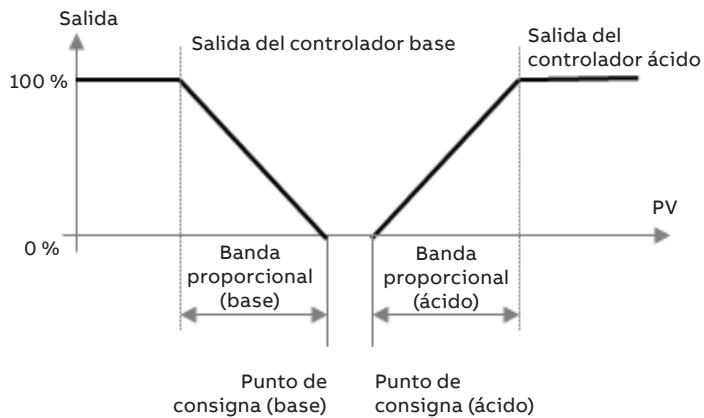 Salida
Salida del controlador base
Salida del
controlador ácido
100 %
PV
0 %
Banda
proporcional
(base)
Banda
proporcional
(ácido)
Punto de
consigna (base)
Punto de
consigna (ácido)